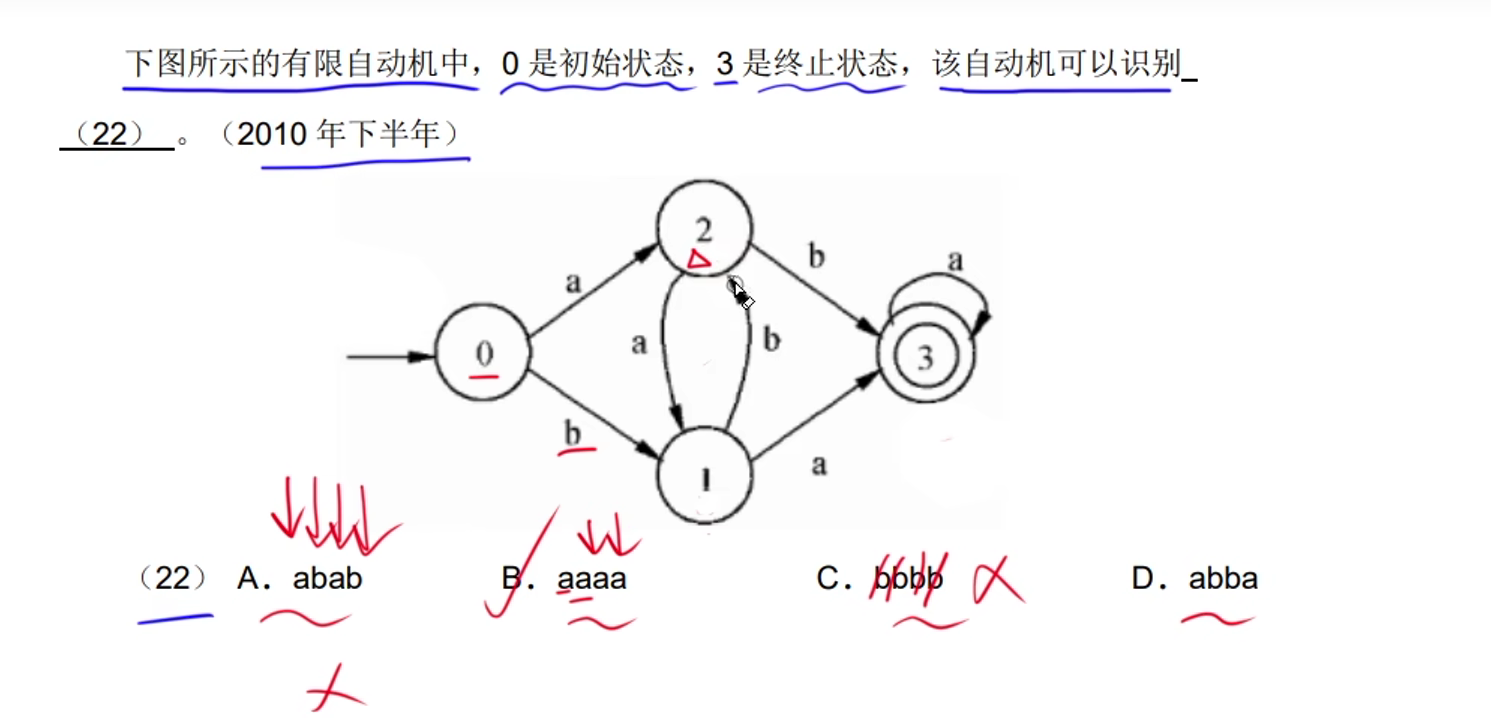 下图所示的有限自动机中，0 是初始状态，3 是终止状态，该自动机可以识别_
（22） 。（2010 年下半年）
2
b
a
a
0
a
b
3
b
1
a
（22） A．abab B．aaaa C．bbbb D．abba